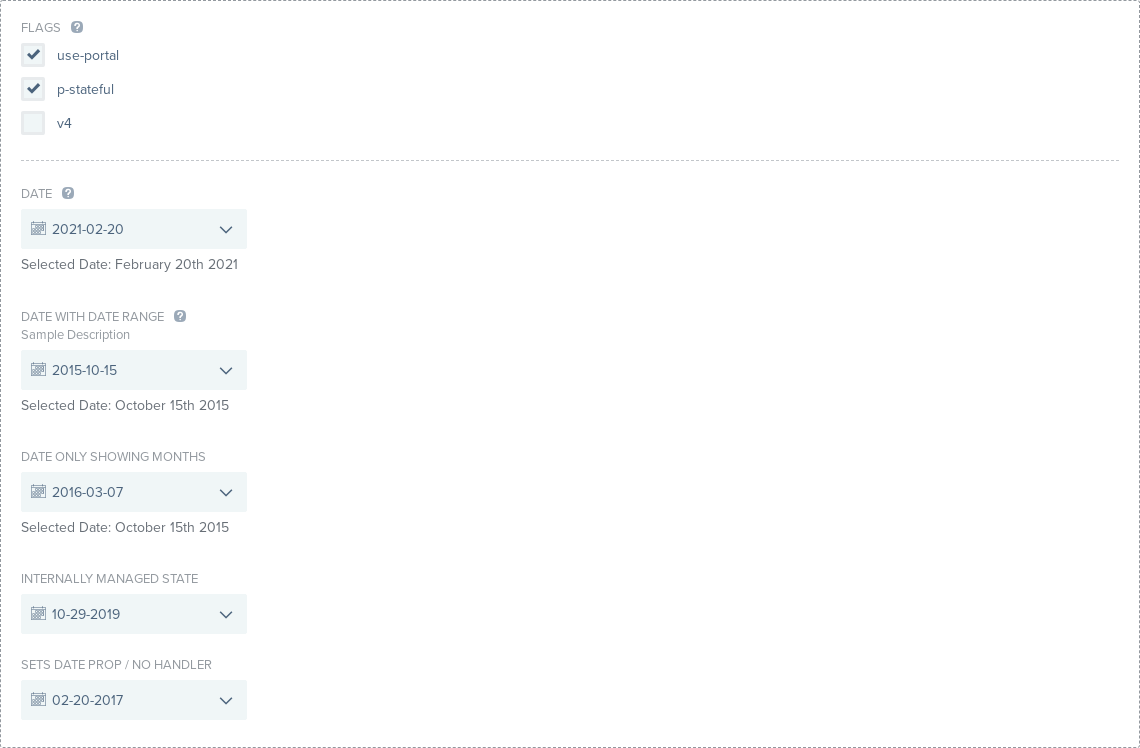 FLAGS ?
use-portal
p-stateful
v4
DATE ?
2021-02-20
Selected Date: February 20th 2021
DATE WITH DATE RANGE ?
Sample Description
2015-10-15
Selected Date: October 15th 2015
DATE ONLY SHOWING MONTHS
2016-03-07
Selected Date: October 15th 2015
INTERNALLY MANAGED STATE
10-29-2019
SETS DATE PROP / NO HANDLER
02-20-2017